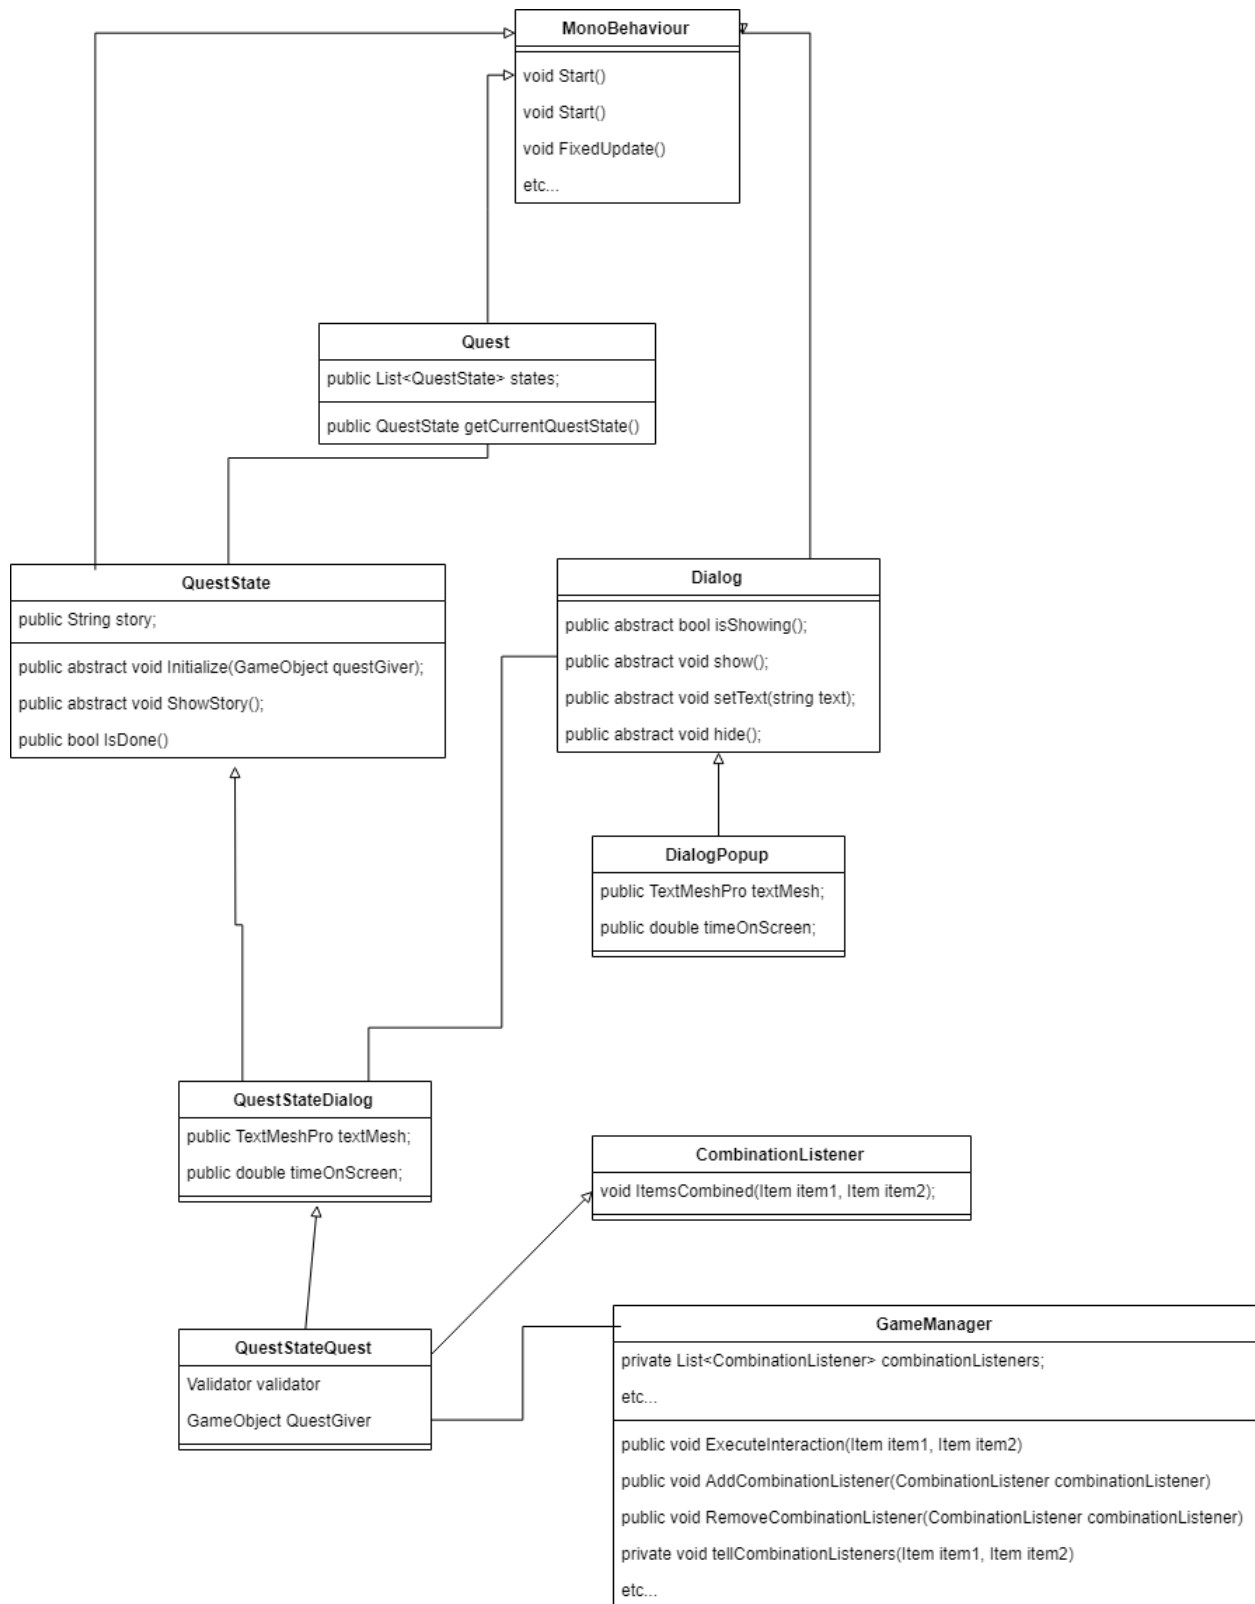 MonoBehaviour
void Start()
void Start()
void FixedUpdate()
etc...
Quest
public List<QuestState> states;
public QuestState getCurrentQuestState()
QuestState
public String story;
public abstract void Initialize(GameObject questGiver);
public abstract void ShowStory();
public bool IsDone()
Dialog
public abstract bool isShowing();
public abstract void show();
public abstract void setText(string text);
public abstract void hide();
DialogPopup
public TextMeshPro textMesh;
public double timeOnScreen;
QuestStateDialog
public TextMeshPro textMesh;
public double timeOnScreen;
CombinationListener
void ItemsCombined(Item item1, Item item2);
QuestStateQuest
Validator validator
GameObject QuestGiver
GameManager
private List<CombinationListener> combinationListeners;
etc...
public void ExecuteInteraction(Item item1, Item item2)
public void AddCombinationListener(CombinationListener combinationListener)
public void RemoveCombinationListener(CombinationListener combinationListener)
private void tellCombinationListeners(Item item1, Item item2)
etc...